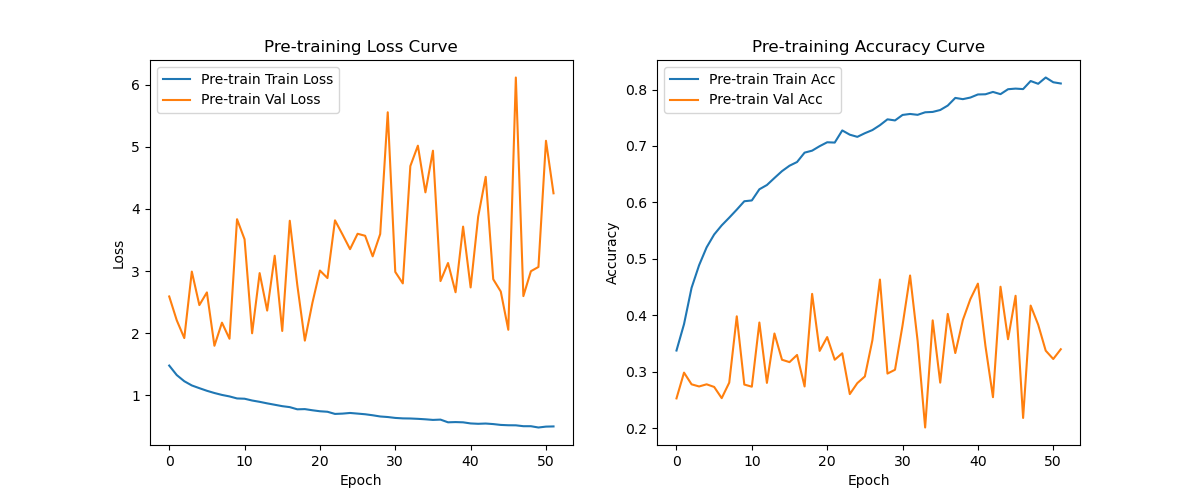 Pre-training Loss Curve
Pre-train Train Loss
Pre-train Val Loss
6
5
4
3
2
1
Loss
0 10 20 30 40 50
Epoch
Pre-training Accuracy Curve
Pre-train Train Acc
Pre-train Val Acc
0.8
0.7
0.6
0.5
0.4
0.3
0.2
Accuracy
0 10 20 30 40 50
Epoch